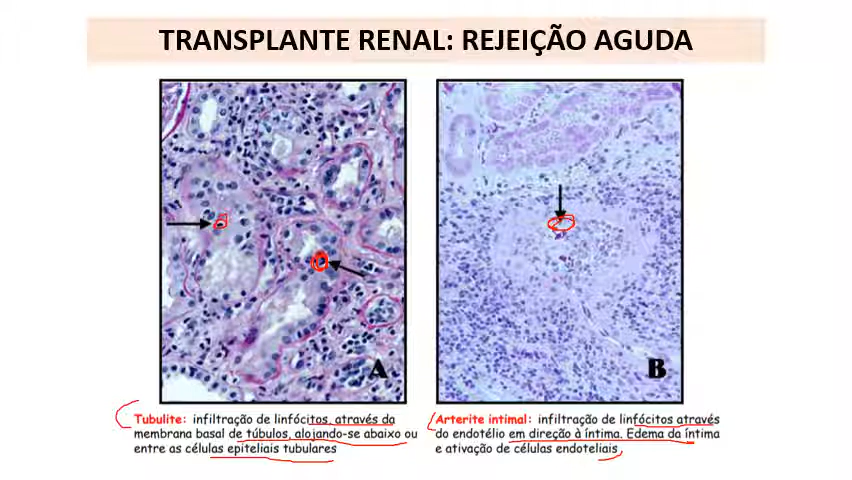 TRANSPLANTE RENAL: REJEIÇÃO AGUDA
A
B
Tubulite: infiltração de linfócitos, através da
membrana basal de túbulos, alojando-se abaixo ou
entre as células epiteliais tubulares
Arterite intimal: infiltração de linfócitos através
do endotélio em direção à íntima. Edema da íntima
e ativação de células endoteliais